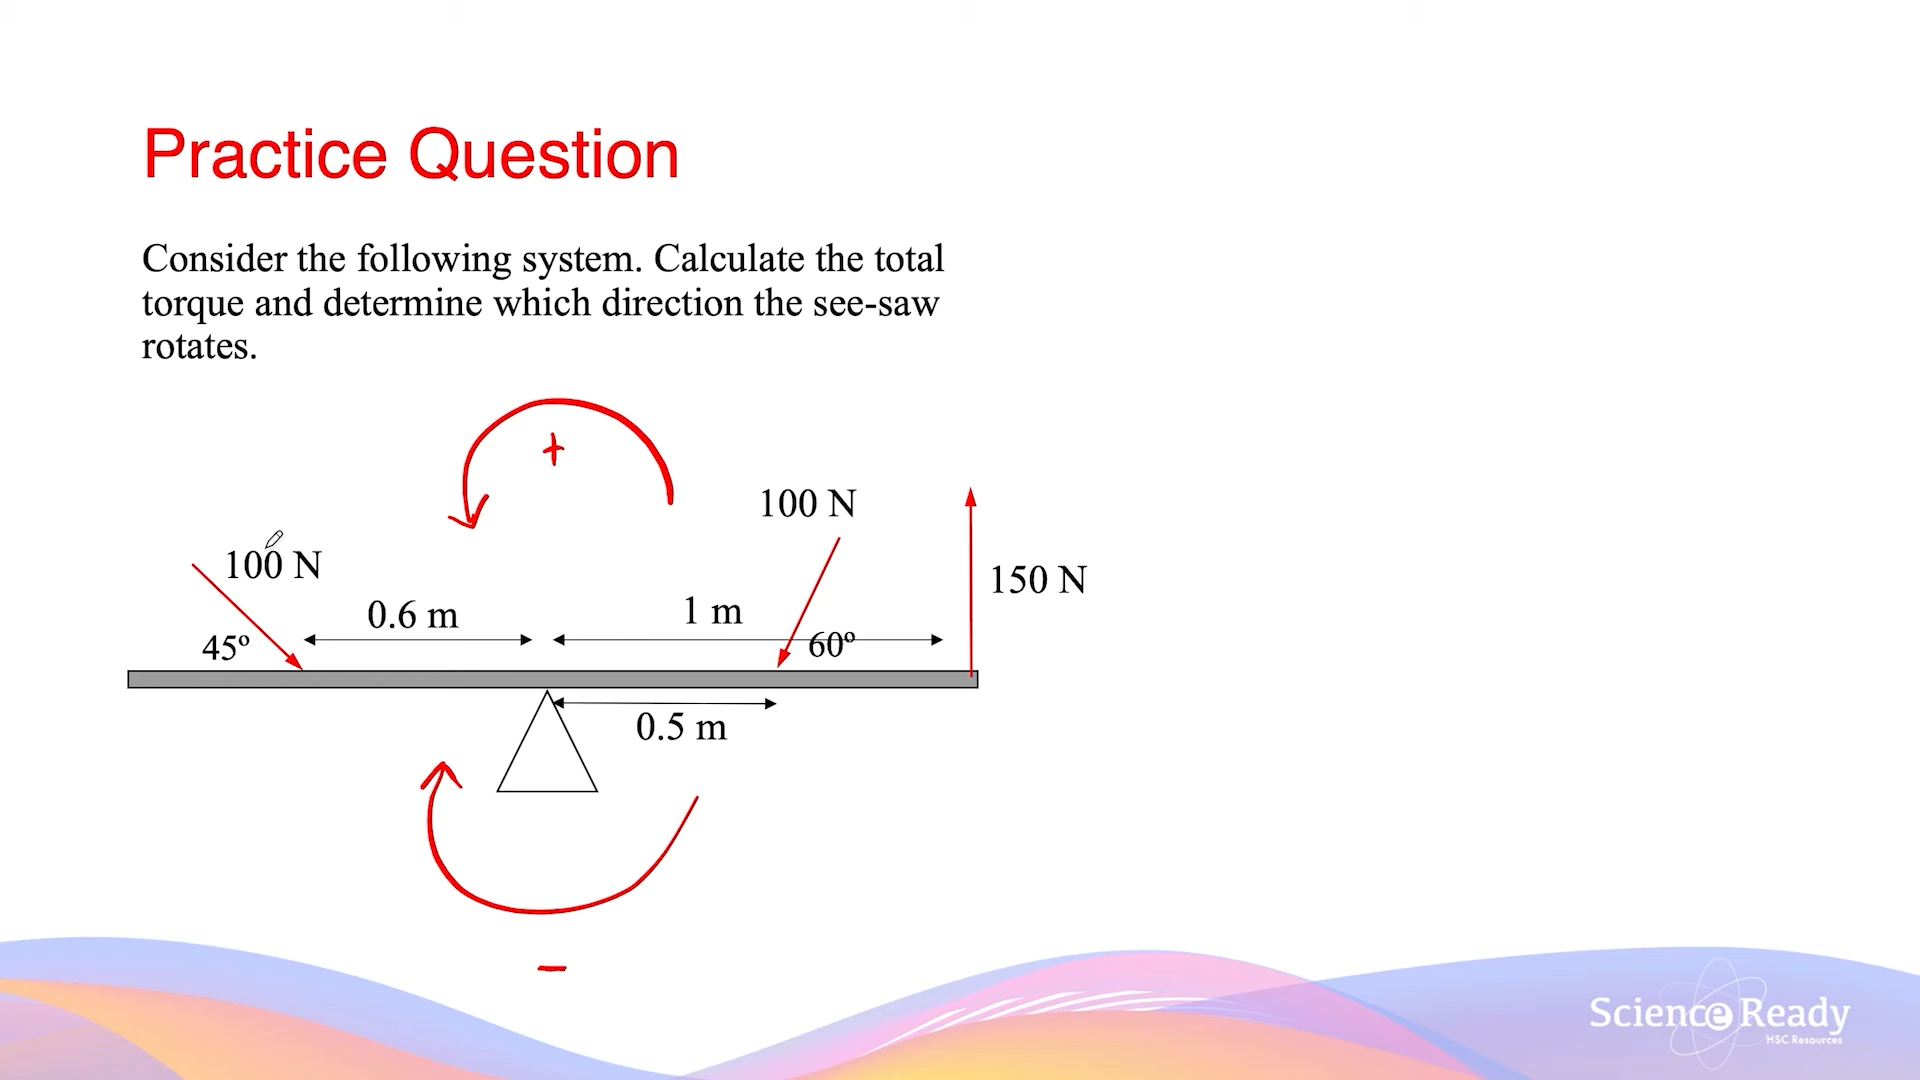 Practice Question
Consider the following system. Calculate the total
torque and determine which direction the see-saw
rotates.
+
100 N
100 N
150 N
0.6 m
1 m
45º
60º
0.5 m
−
Science Ready
HSC Resources